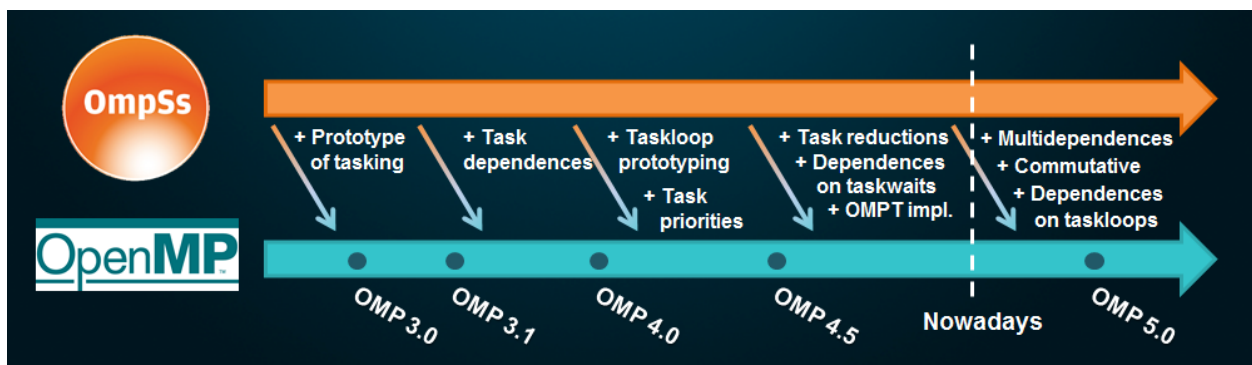 OmpSs
+ Prototype
of tasking
+ Task
dependences
+ Taskloop
prototyping
+ Task
priorities
+ Task reductions
+ Dependences
on taskwaits
+ OMPT impl.
+ Multidependences
+ Commutative
+ Dependences
on taskloops
OpenMP™
OMP 3.0
OMP 3.1
OMP 4.0
OMP 4.5
Nowadays
OMP 5.0